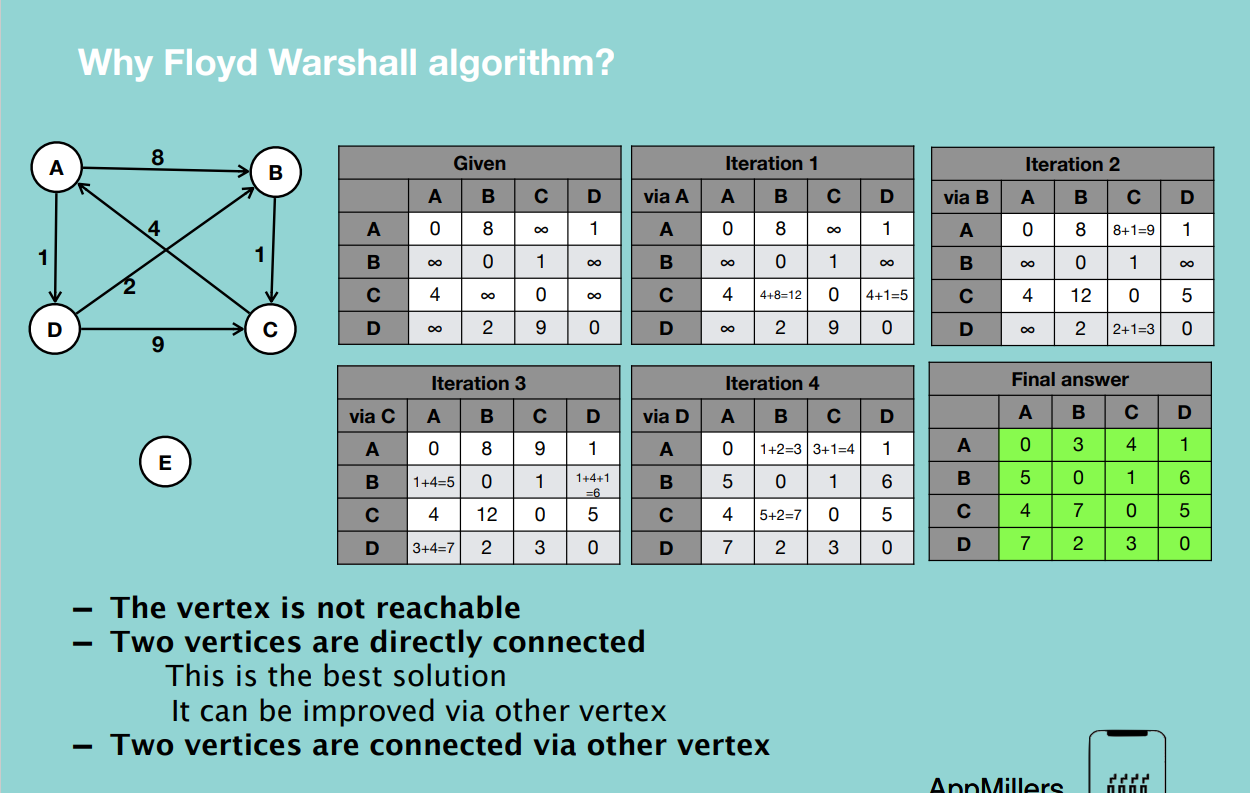 Why Floyd Warshall algorithm?
A
8
B
4
1
1
2
D
9
C
E
Given
A B C D
A 0 8 ∞ 1
B ∞ 0 1 ∞
C 4 ∞ 0 ∞
D ∞ 2 9 0
Iteration 1
via A A B C D
A 0 8 ∞ 1
B ∞ 0 1 ∞
C 4 4+8=12 0 4+1=5
D ∞ 2 9 0
Iteration 2
via B A B C D
A 0 8 8+1=9 1
B ∞ 0 1 ∞
C 4 12 0 5
D ∞ 2 2+1=3 0
Iteration 3
via C A B C D
A 0 8 9 1
B 1+4=5 0 1 1+4+1
=6
C 4 12 0 5
D 3+4=7 2 3 0
Iteration 4
via D A B C D
A 0 1+2=3 3+1=4 1
B 5 0 1 6
C 4 5+2=7 0 5
D 7 2 3 0
Final answer
A B C D
A 0 3 4 1
B 5 0 1 6
C 4 7 0 5
D 7 2 3 0
– The vertex is not reachable
– Two vertices are directly connected
This is the best solution
It can be improved via other vertex
– Two vertices are connected via other vertex
AppMillers